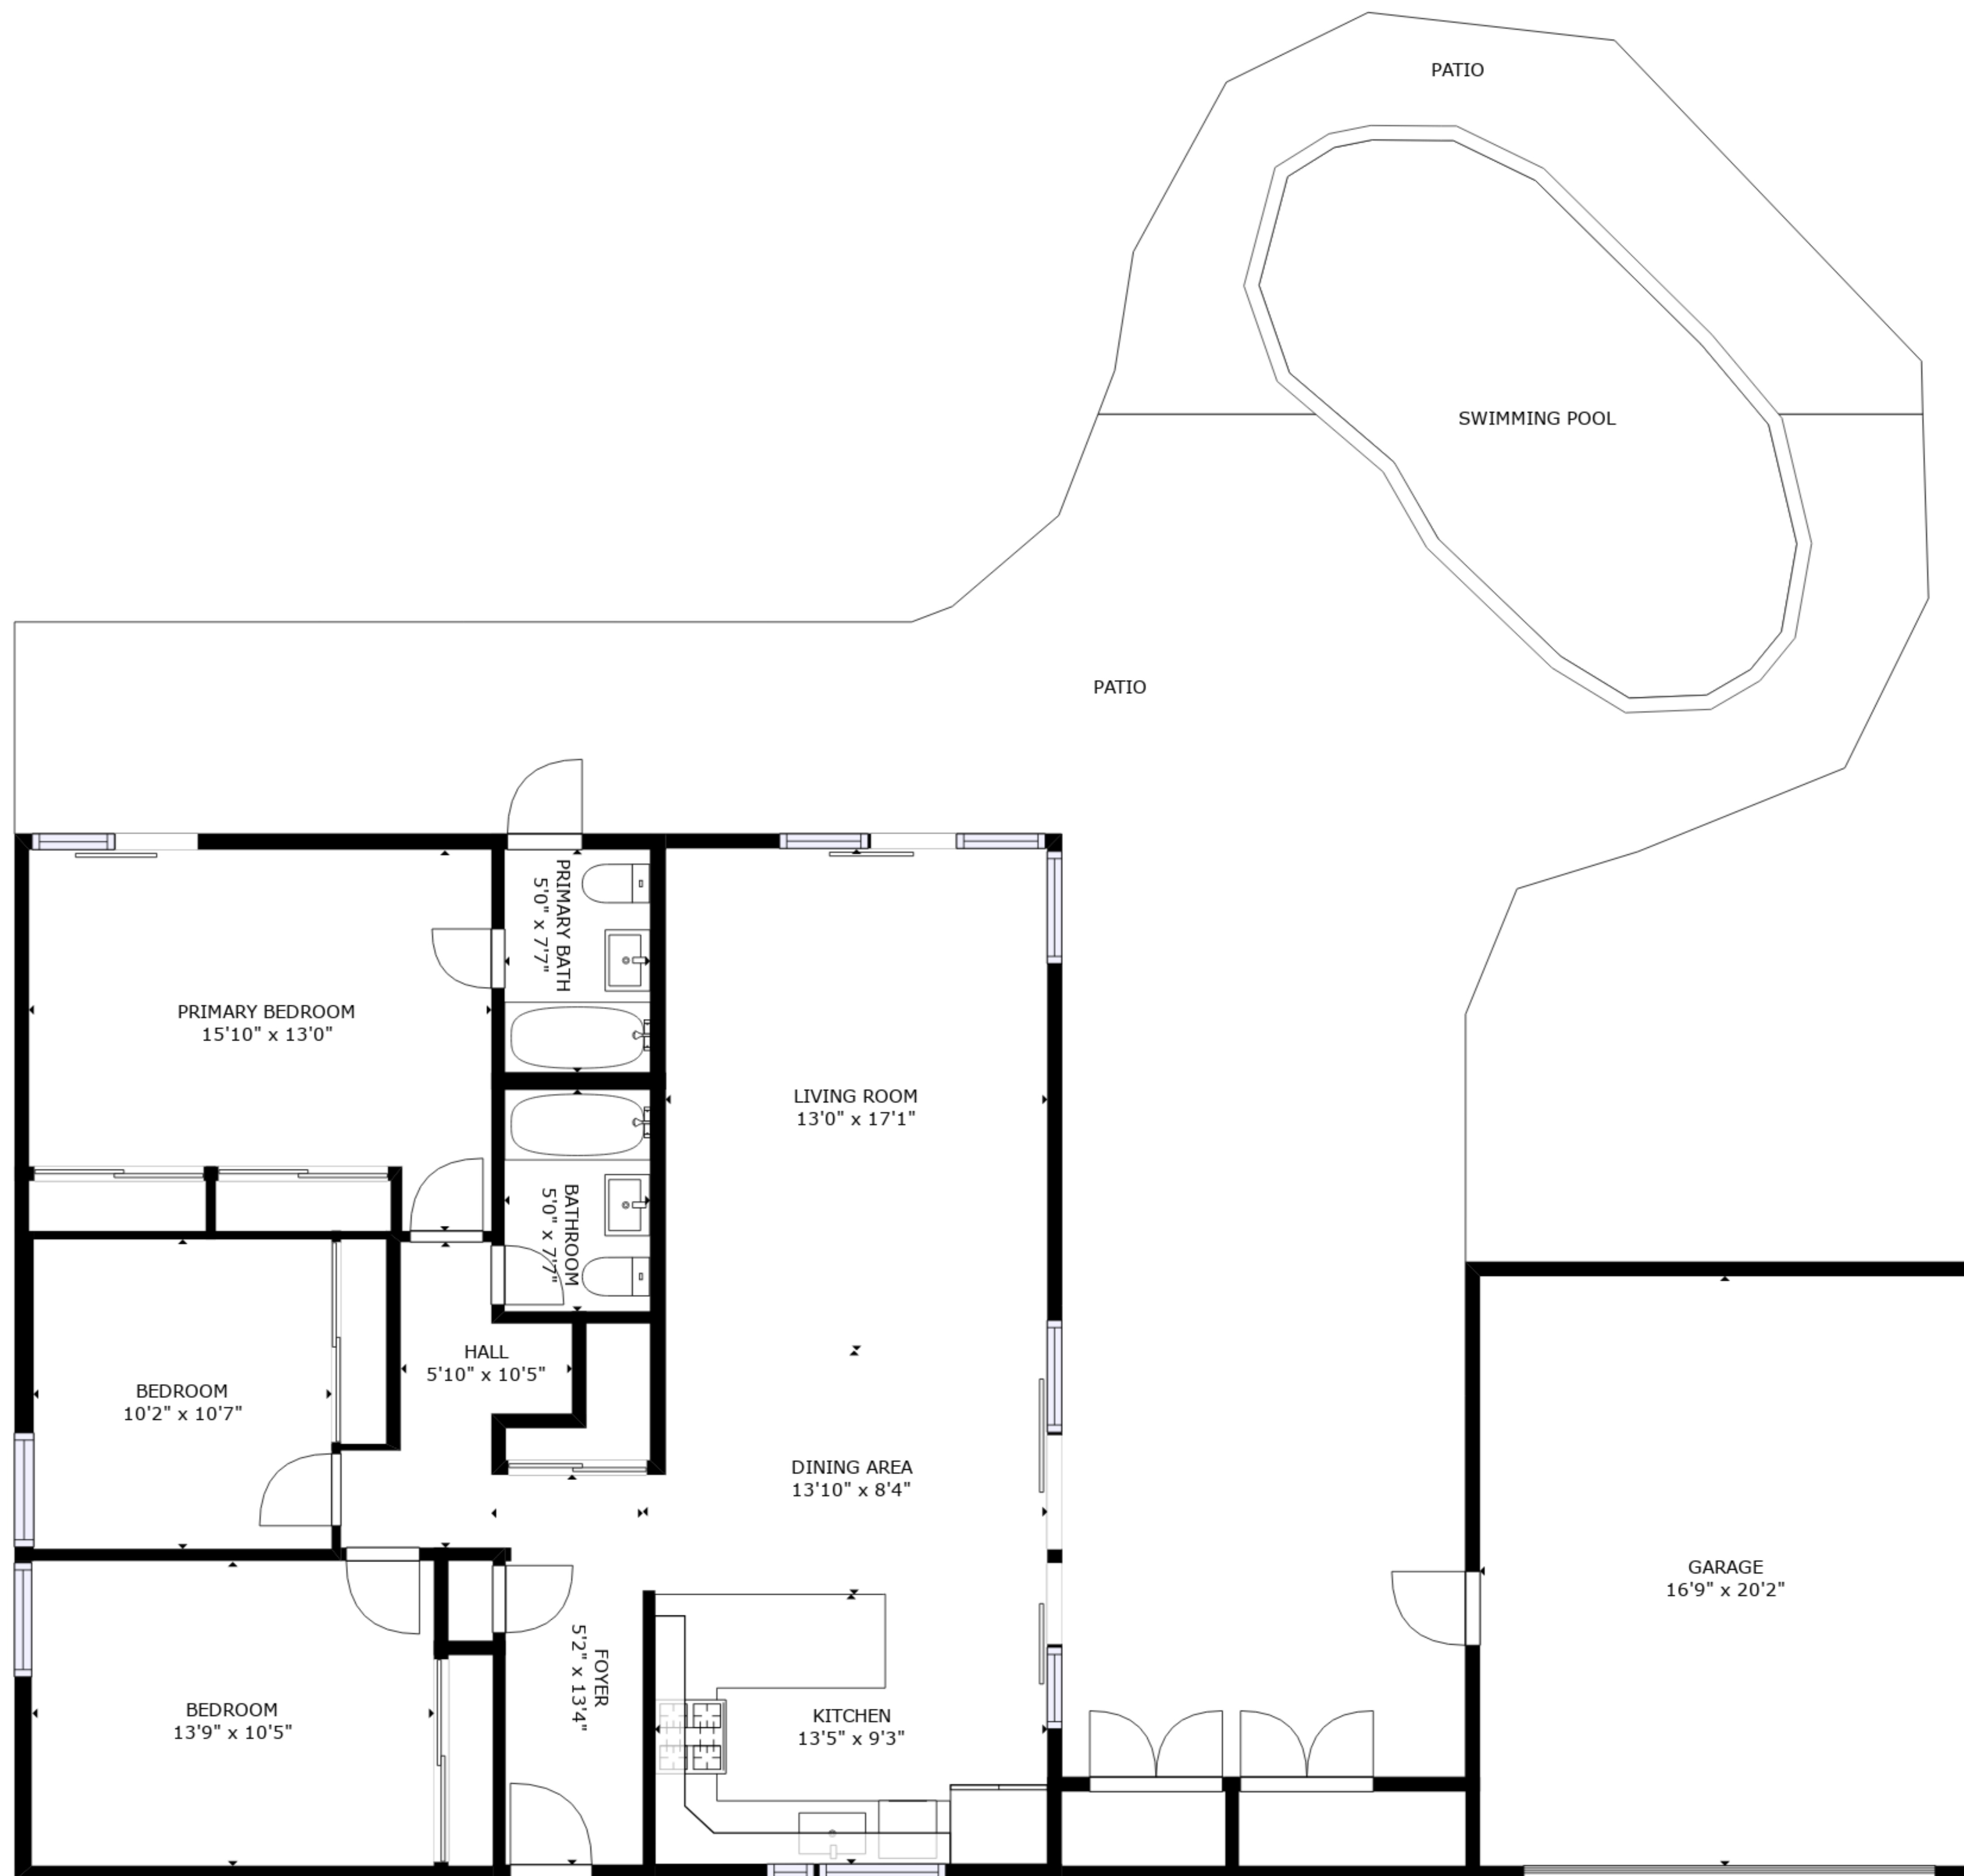 PATIO
SWIMMING POOL
PATIO
PRIMARY BATH
5'0" x 7'7"
PRIMARY BEDROOM
15'10" x 13'0"
LIVING ROOM
13'0" x 17'1"
BATHROOM
5'0" x 7'7"
HALL
5'10" x 10'5"
BEDROOM
10'2" x 10'7"
DINING AREA
13'10" x 8'4"
GARAGE
16'9" x 20'2"
FOYER
5'2" x 13'4"
BEDROOM
13'9" x 10'5"
KITCHEN
13'5" x 9'3"